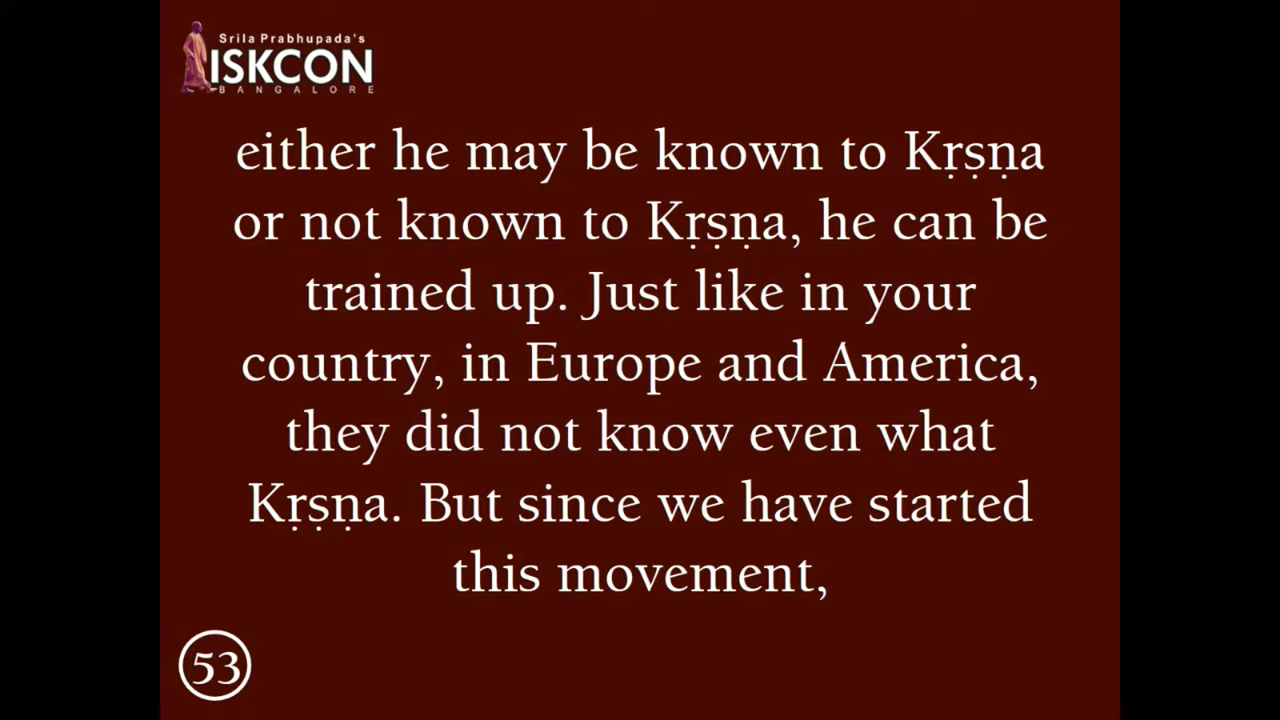 Srila Prabhupada's
ISKCON
BANGALORE
either he may be known to Kṛṣṇa
or not known to Kṛṣṇa, he can be
trained up. Just like in your
country, in Europe and America,
they did not know even what
Kṛṣṇa. But since we have started
this movement,
53